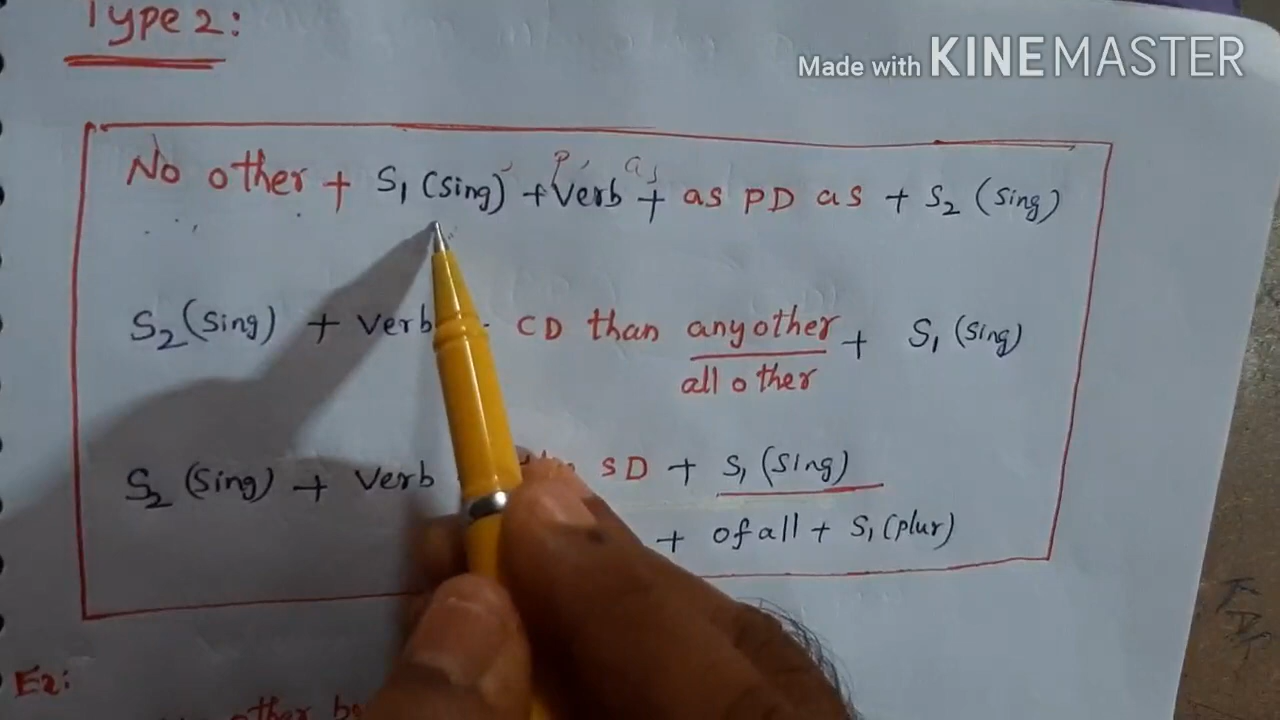 Type 2:
Made with KINEMASTER
No other + S₁ (sing) + verb + as PD as + S₂ (sing)
S₂ (sing) + verb CD than any other + S₁ (sing)
all other
S₂ (sing) + verb SD + S₁ (sing)
+ of all + S₁ (plur)
Ex:
other